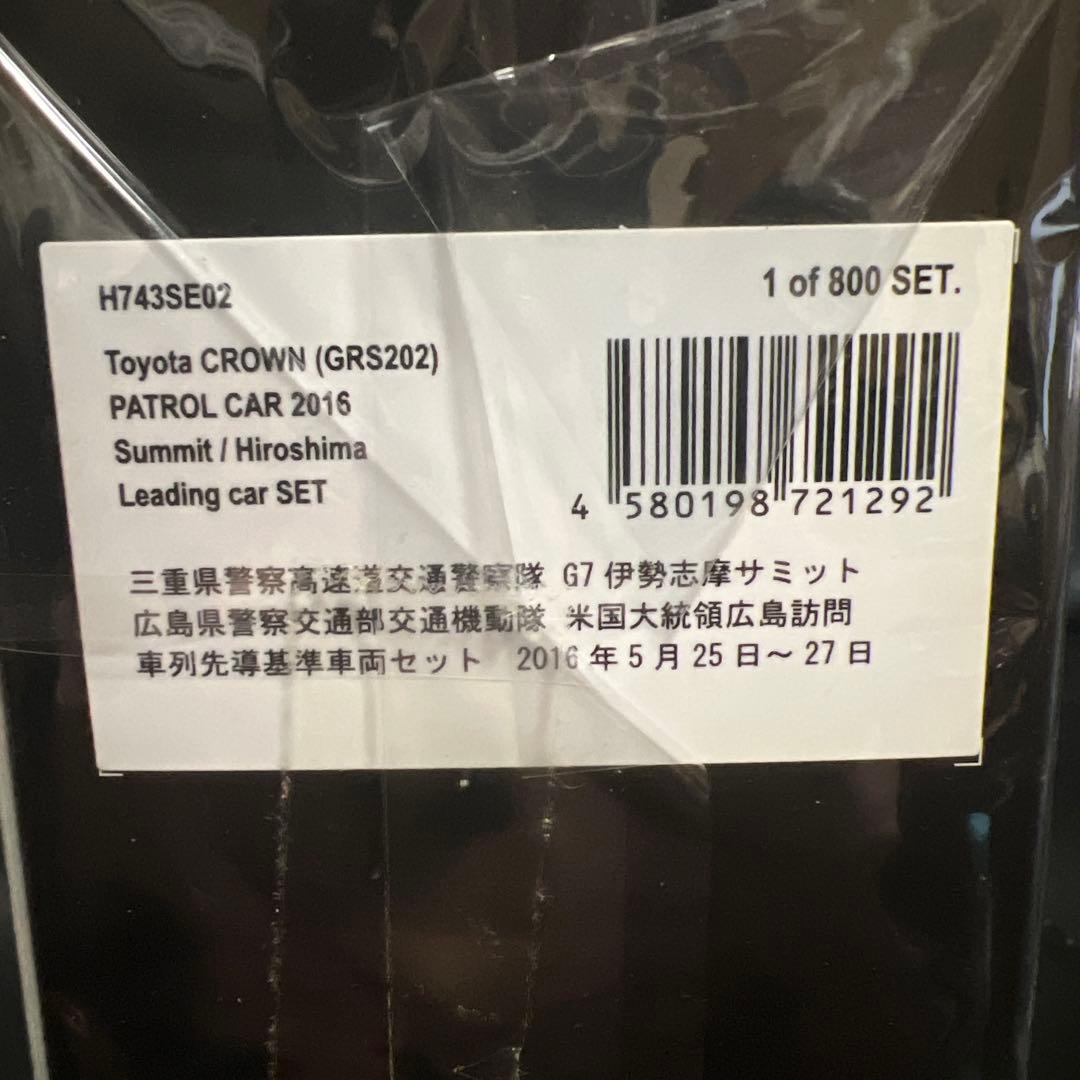 H743SE02
1 of 800 SET.
Toyota CROWN (GRS202)
PATROL CAR 2016
Summit / Hiroshima
Leading car SET
4 580198 721292
三重県警察高速道交通警察隊 G7 伊勢志摩サミット
広島県警察交通部交通機動隊 米国大統領広島訪問
車列先導基準車両セット 2016 年 5 月 25 日～ 27 日